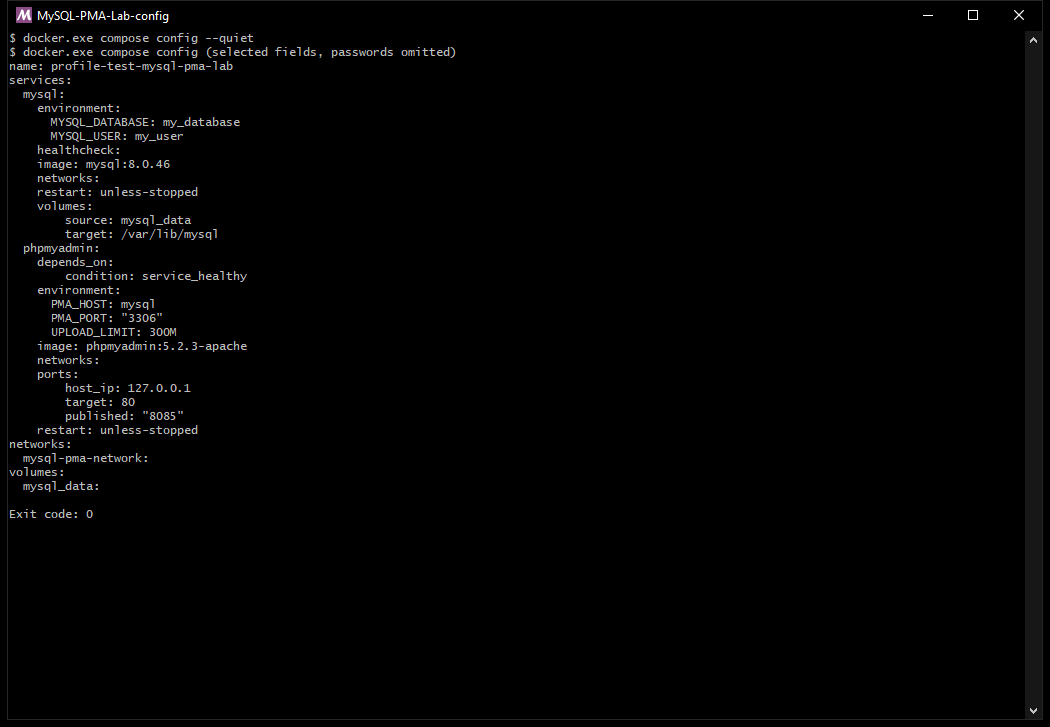 MySQL-PMA-Lab-config
$ docker.exe compose config --quiet
$ docker.exe compose config (selected fields, passwords omitted)
name: profile-test-mysql-pma-lab
services:
  mysql:
    environment:
      MYSQL_DATABASE: my_database
      MYSQL_USER: my_user
    healthcheck:
    image: mysql:8.0.46
    networks:
    restart: unless-stopped
    volumes:
        source: mysql_data
        target: /var/lib/mysql
  phpmyadmin:
    depends_on:
        condition: service_healthy
    environment:
      PMA_HOST: mysql
      PMA_PORT: "3306"
      UPLOAD_LIMIT: 300M
    image: phpmyadmin:5.2.3-apache
    networks:
    ports:
        host_ip: 127.0.0.1
        target: 80
        published: "8085"
    restart: unless-stopped
networks:
  mysql-pma-network:
volumes:
  mysql_data:

Exit code: 0